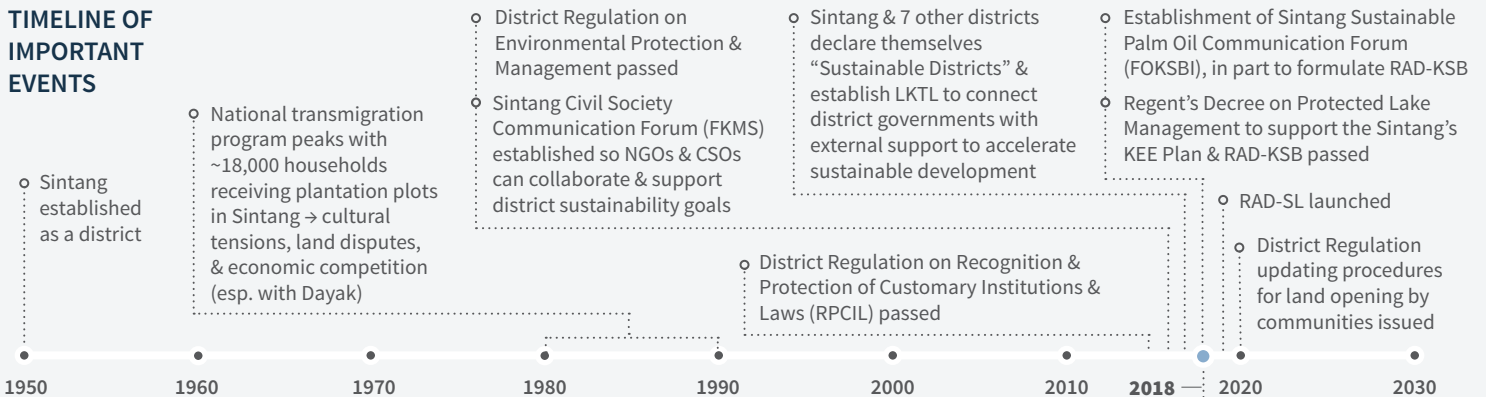 TIMELINE OF
IMPORTANT
EVENTS
Sintang
established
as a district
National transmigration
program peaks with
~18,000 households
receiving plantation plots
in Sintang → cultural
tensions, land disputes,
& economic competition
(esp. with Dayak)
District Regulation on
Environmental Protection &
Management passed
Sintang Civil Society
Communication Forum (FKMS)
established so NGOs & CSOs
can collaborate & support
district sustainability goals
District Regulation on Recognition &
Protection of Customary Institutions &
Laws (RPCIL) passed
Sintang & 7 other districts
declare themselves
“Sustainable Districts” &
establish LKTL to connect
district governments with
external support to accelerate
sustainable development
Establishment of Sintang Sustainable
Palm Oil Communication Forum
(FOKSBI), in part to formulate RAD-KSB
Regent’s Decree on Protected Lake
Management to support the Sintang’s
KEE Plan & RAD-KSB passed
RAD-SL launched
District Regulation
updating procedures
for land opening by
communities issued
1950 1960 1970 1980 1990 2000 2010 2018 2020 2030